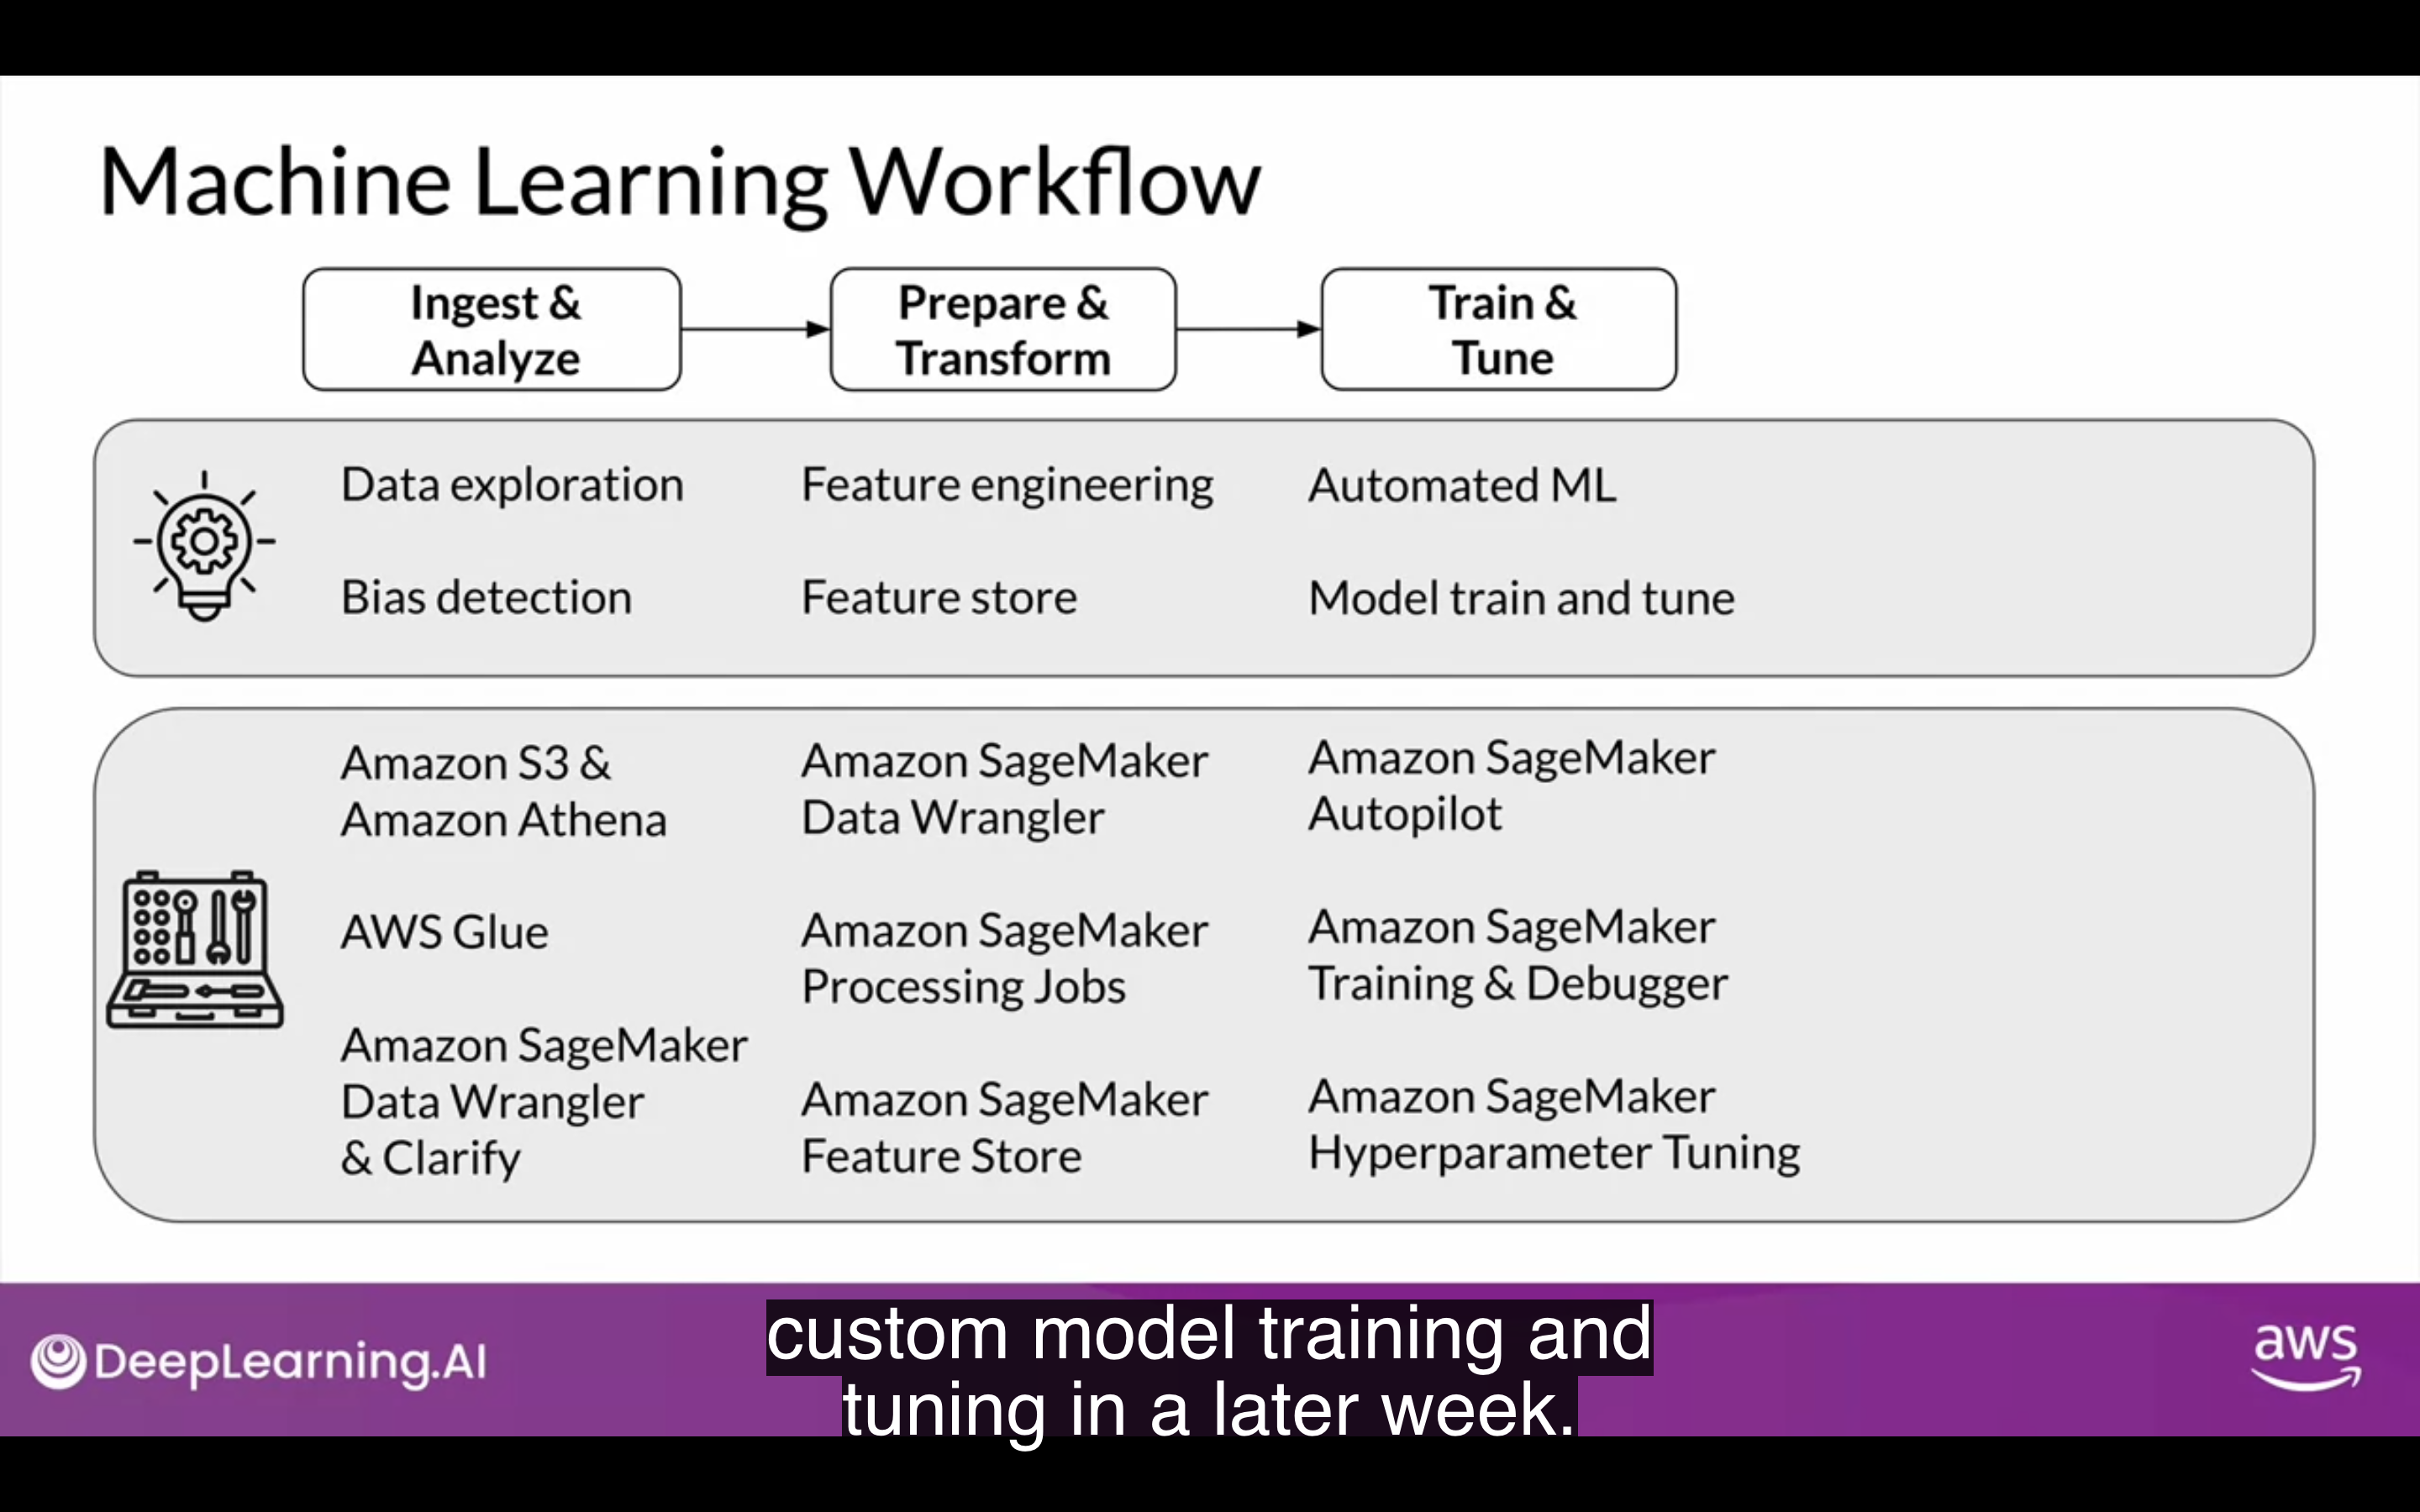 Machine Learning Workflow
Ingest &
Analyze
Prepare &
Transform
Train &
Tune
Data exploration
Bias detection
Feature engineering
Feature store
Automated ML
Model train and tune
Amazon S3 &
Amazon Athena
AWS Glue
Amazon SageMaker
Data Wrangler
& Clarify
Amazon SageMaker
Data Wrangler
Amazon SageMaker
Processing Jobs
Amazon SageMaker
Feature Store
Amazon SageMaker
Autopilot
Amazon SageMaker
Training & Debugger
Amazon SageMaker
Hyperparameter Tuning
DeepLearning.AI
custom model training and
tuning in a later week.
aws